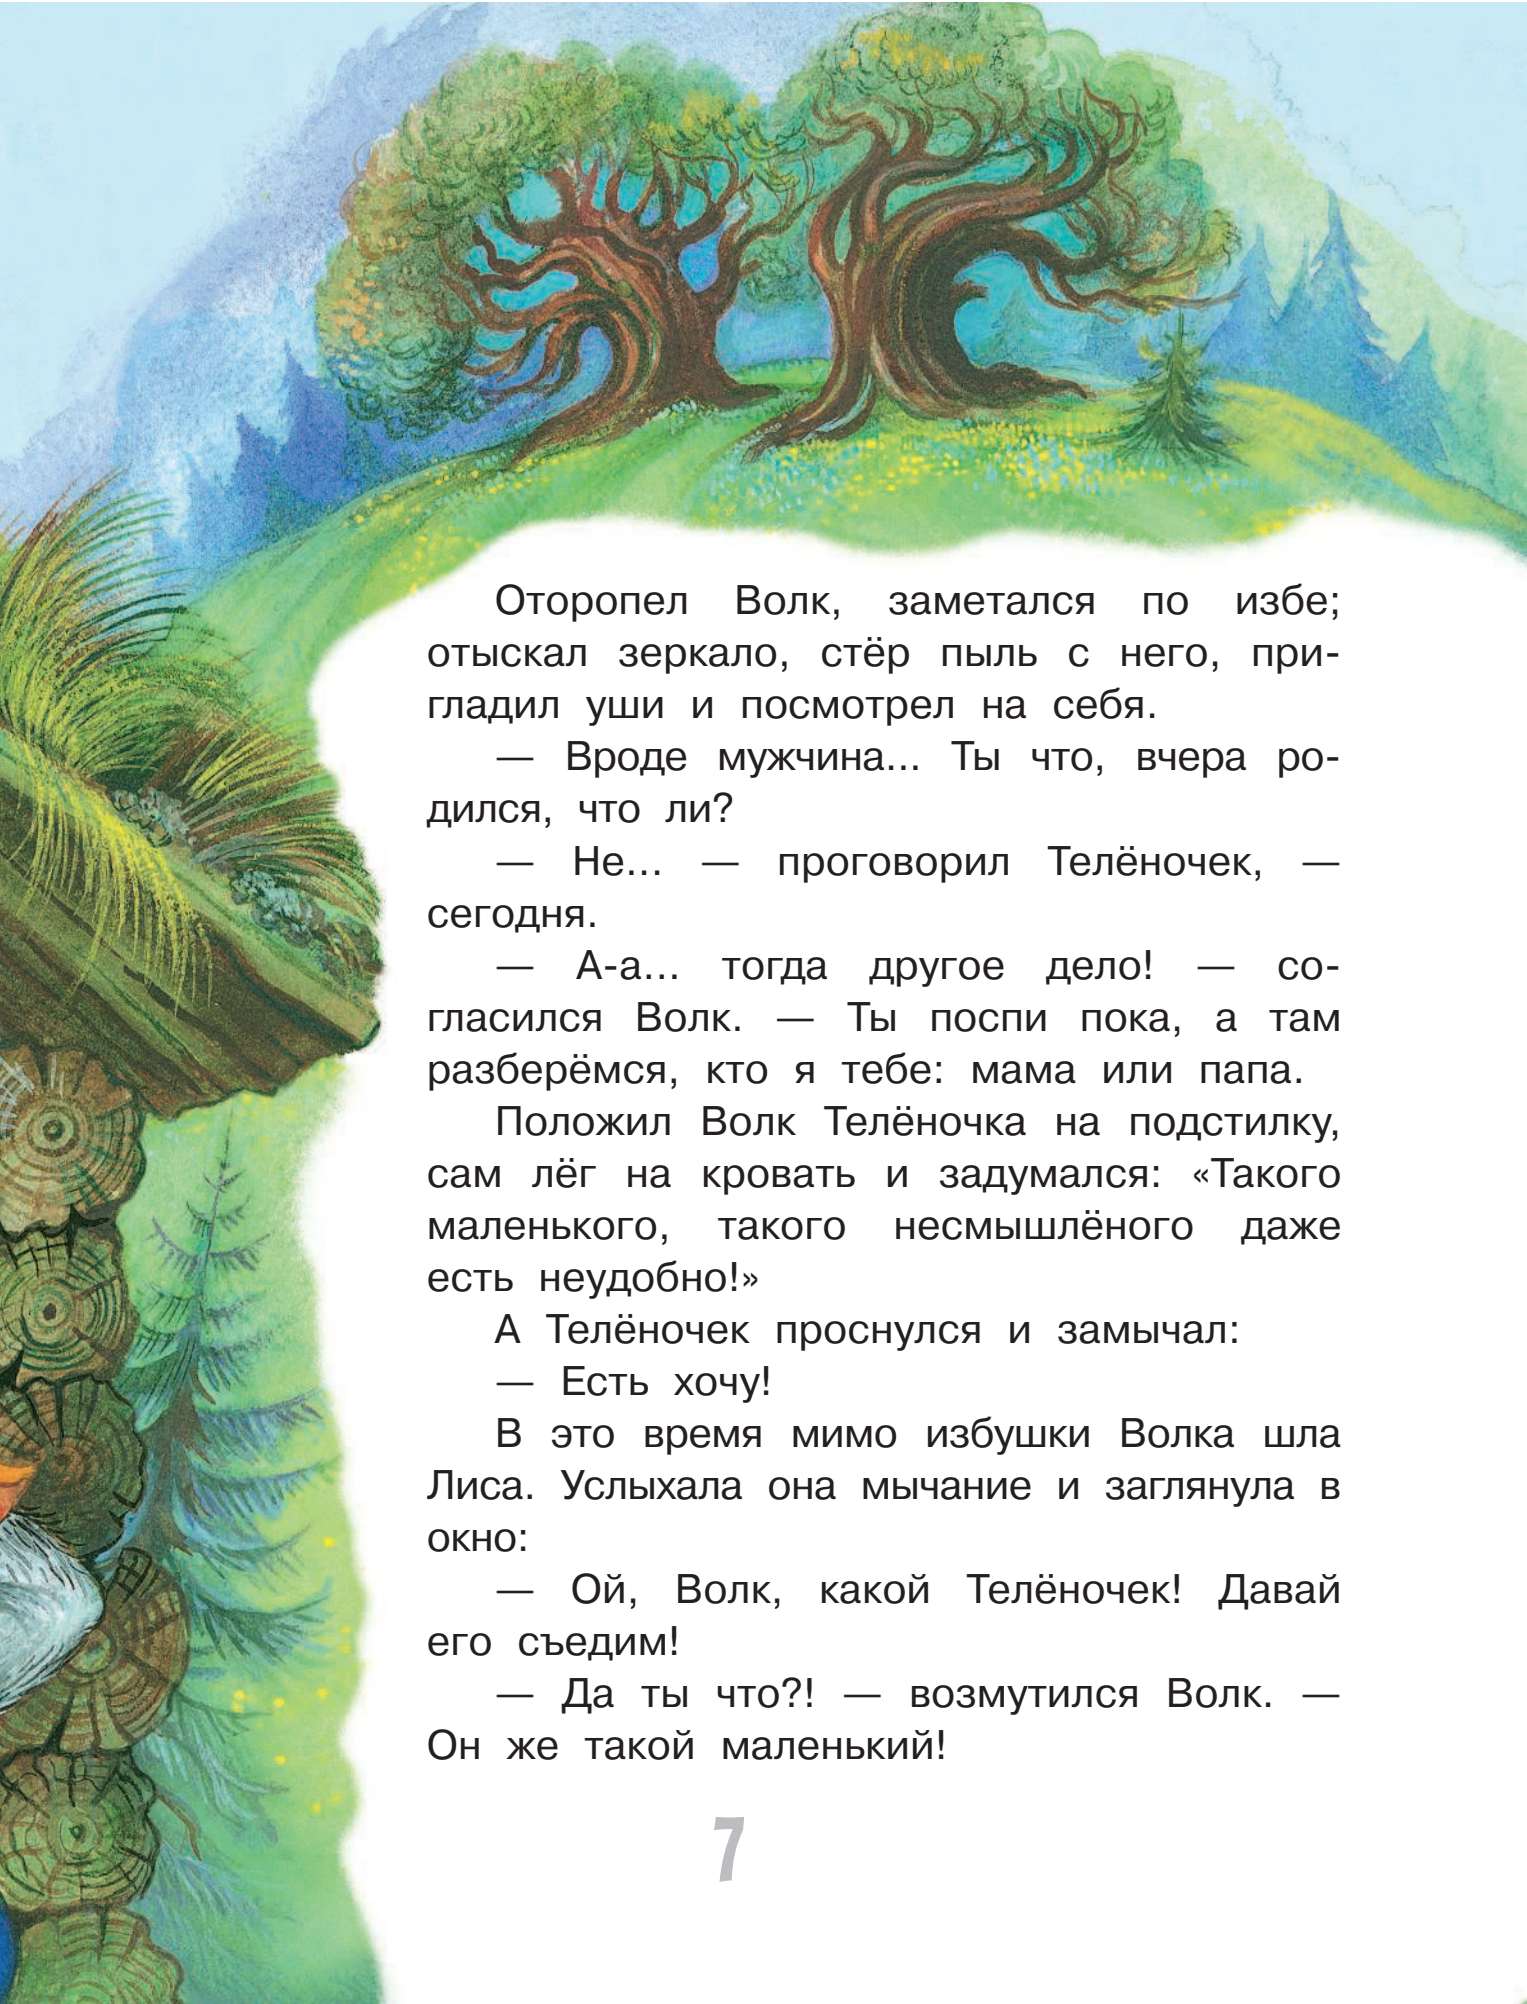 Оторопел Волк, заметался по избе;
отыскал зеркало, стёр пыль с него, при-
гладил уши и посмотрел на себя.
— Вроде мужчина... Ты что, вчера ро-
дился, что ли?
— Не... — проговорил Телёночек, —
сегодня.
— А-а... тогда другое дело! — со-
гласился Волк. — Ты поспи пока, а там
разберёмся, кто я тебе: мама или папа.
Положил Волк Телёночка на подстилку,
сам лёг на кровать и задумался: «Такого
маленького, такого несмышлёного даже
есть неудобно!»
А Телёночек проснулся и замычал:
— Есть хочу!
В это время мимо избушки Волка шла
Лиса. Услыхала она мычание и заглянула в
окно:
— Ой, Волк, какой Телёночек! Давай
его съедим!
— Да ты что?! — возмутился Волк. —
Он же такой маленький!
7